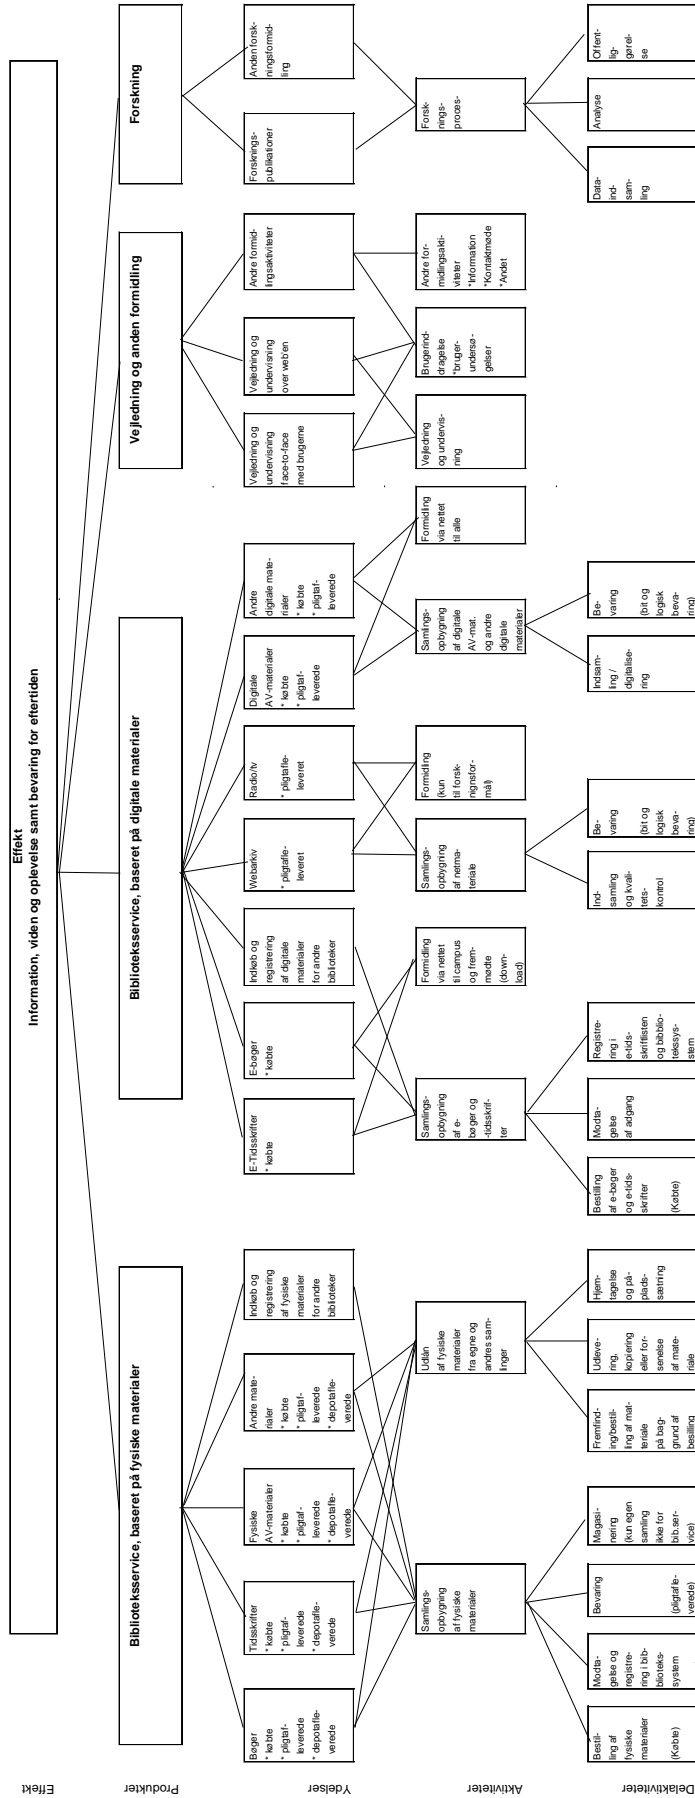 Effekt
Effekt
Information, viden og oplevelse samt bevaring for eftertiden
Produkter
Biblioteksservice, baseret på fysiske materialer
Biblioteksservice, baseret på digitale materialer
Vejledning og anden formidling
Forskning
Ydelser
Bøger
* købte
* pligtaf-
leverede
* depotafle-
verede
Tidsskrifter
* købte
* pligtaf-
leverede
* depotafle-
verede
Fysiske
AV-materialer
* købte
* pligtaf-
leverede
* depotafle-
verede
Andre mate-
rialer
* købte
* pligtaf-
leverede
* depotafle-
verede
Indkøb og
registrering
af fysiske
materialer
for andre
biblioteker
E-Tidsskrifter
* købte
E-bøger
* købte
Indkøb og
registrering
af digitale
materialer
for andre
biblioteker
Webarkiv
* pligtafle-
leveret
Radio/tv
* pligtafle-
leveret
Digitale
AV-materialer
* købte
* pligtaf-
leverede
Andre
digitale mate-
rialer
* købte
* pligtaf-
leverede
Vejledning og
undervisning
face-to-face
med brugerne
Vejledning og
undervisning
over web'en
Andre formid-
lingsaktiviteter
Forsknings-
publikationer
Anden forsk-
ningsformid-
ling
Aktiviteter
Samlings-
opbygning
af fysiske
materialer
Udlån
af fysiske
materialer
fra egne og
andres sam-
linger
Samlings-
opbygning
af e-
bøger og
-tidsskrif-
ter
Formidling
via nettet
til campus
og frem-
mødte
(down-
load)
Samlings-
opbygning
af netma-
teriale
Formidling
(kun
til forsk-
nignsfor-
mål)
Samlings-
opbygning
af digitale
AV-mat.
og andre
digitale
materialer
Formidling
via nettet
til alle
Vejledning
og undervis-
ning
Brugerind-
dragelse
*bruger-
undersø-
gelser
Andre for-
midlingsakti-
viteter
*Information
*Kontaktmøde
*Andet
Forsk-
nings-
proces-
Delaktiviteter
Bestil-
ling af
fysiske
materialer
(Købte)
Modta-
gelse og
registre-
ring i bib-
blioteks-
system
Bevaring
(pligtafle-
verede)
Magasi-
nering
(kun egen
samling
ikke for
bib.ser-
vice)
Fremfind-
ing/bestil-
ling af mat-
teriale
på bag-
grund af
besilling
Udleve-
ring,
kopiering
eller for-
senelse
af mate-
riale
Hjem-
tagelse
og på-
plads-
sætning
Bestilling
af e-bøger
og e-tids-
skrifter
(Købte)
Modta-
gelse
af adgang
Registre-
ring i
e-tids-
skriftlisten
og bibblio-
tekssys-
stem
Ind-
samling
og kvali-
tets-
kontrol
Be-
varing
(bit og
logisk
beva-
ring)
Indsam-
ling /
digitalise-
ring
Be-
varing
(bit og
logisk
beva-
ring)
Data-
ind-
sam-
ling
Analyse
Offent-
lig-
gørel-
se